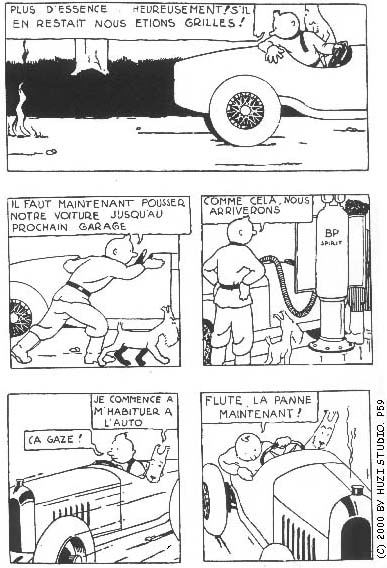 PLUS D'ESSENCE HEUREUSEMENT! S'IL
EN RESTAIT NOUS ETIONS GRILLES!
IL FAUT MAINTENANT POUSSER
NOTRE VOITURE JUSQU'AU
PROCHAIN GARAGE
COMME CELA, NOUS
ARRIVERONS
BP
SPIRIT
ÇA GAZE!
JE COMMENCE A
M'HABITUER A
L'AUTO
FLUTE, LA PANNE
MAINTENANT!
(C) 2000 BY HUZI STUDIO. P59